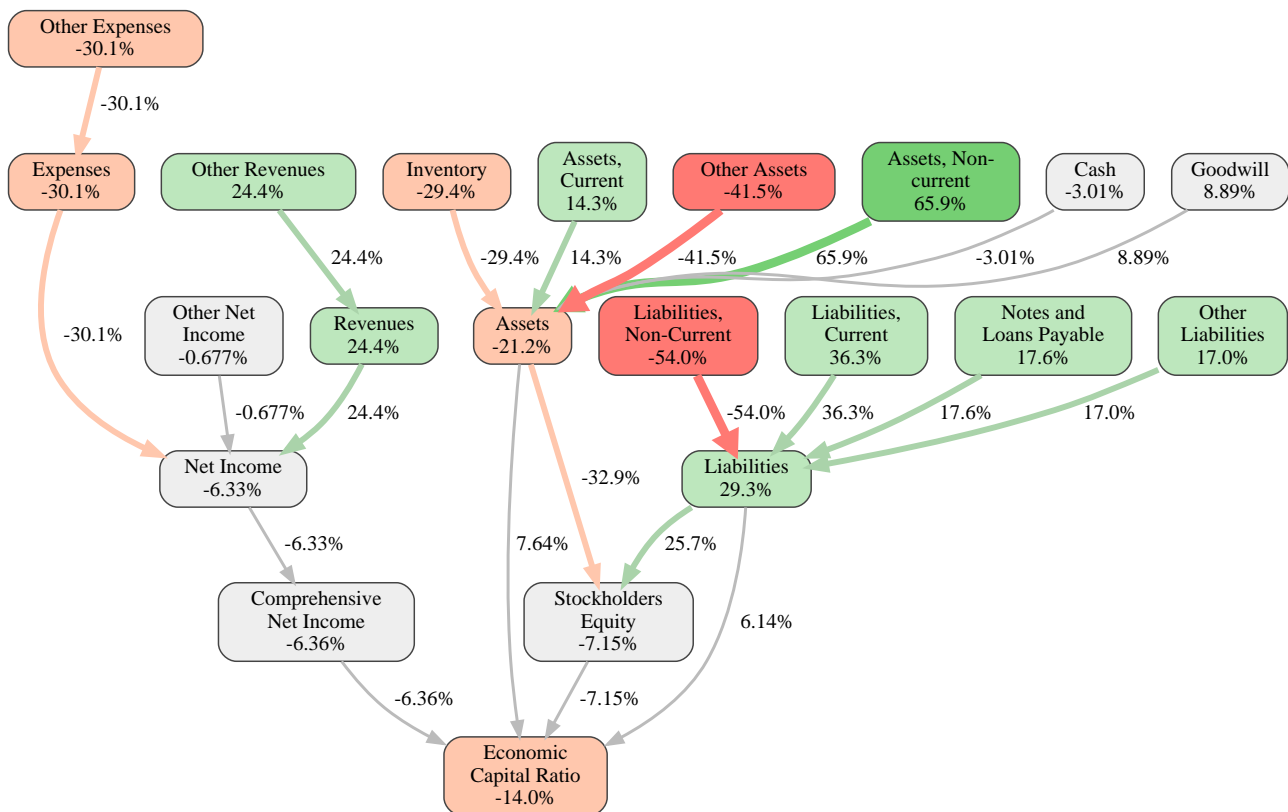 Other Expenses
-30.1%
-30.1%
Expenses
-30.1%
Other Revenues
24.4%
Inventory
-29.4%
Assets,
Current
14.3%
Other Assets
-41.5%
Assets, Non-
current
65.9%
Cash
-3.01%
Goodwill
8.89%
24.4%
-29.4%
14.3%
-41.5%
65.9%
-3.01%
8.89%
-30.1%
Other Net
Income
-0.677%
Revenues
24.4%
Assets
-21.2%
Liabilities,
Non-Current
-54.0%
Liabilities,
Current
36.3%
Notes and
Loans Payable
17.6%
Other
Liabilities
17.0%
-0.677%
24.4%
-54.0%
36.3%
17.6%
17.0%
Net Income
-6.33%
-32.9%
Liabilities
29.3%
-6.33%
7.64%
25.7%
Comprehensive
Net Income
-6.36%
Stockholders
Equity
-7.15%
6.14%
-6.36%
-7.15%
Economic
Capital Ratio
-14.0%